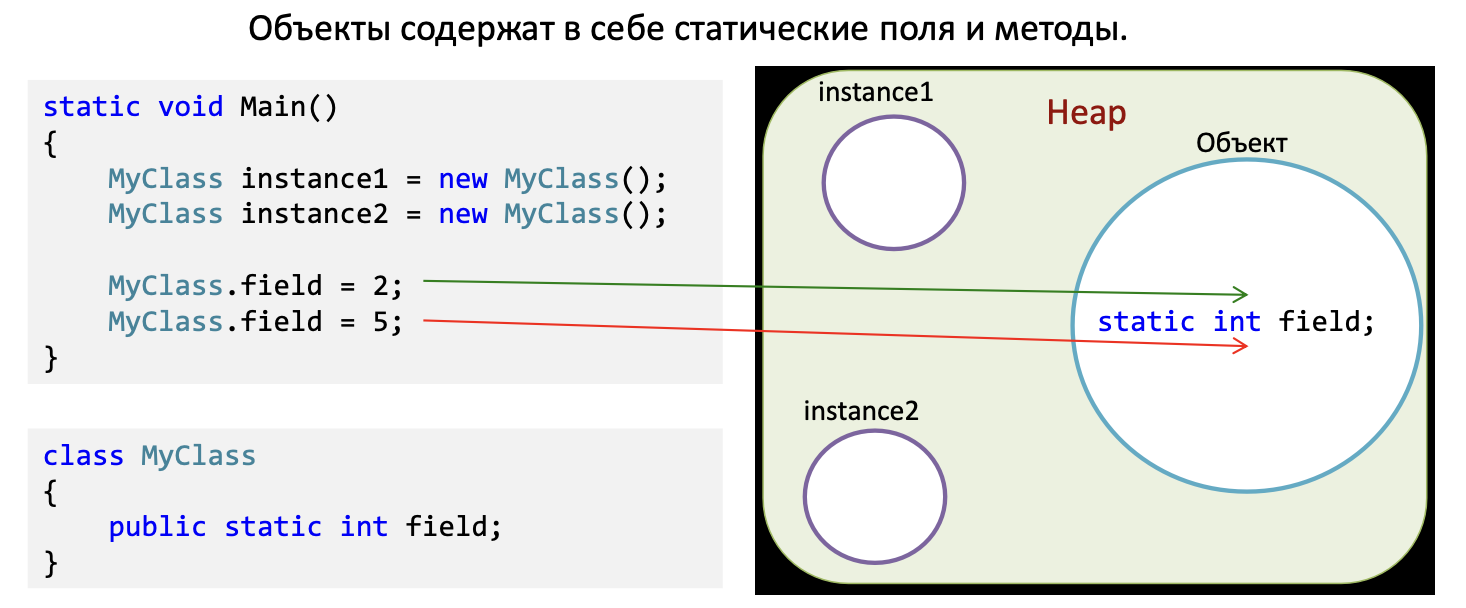 Объекты содержат в себе статические поля и методы.
static void Main()
{
    MyClass instance1 = new MyClass();
    MyClass instance2 = new MyClass();
    MyClass.field = 2;
    MyClass.field = 5;
}
class MyClass
{
    public static int field;
}
instance1
Heap
Объект
static int field;
instance2